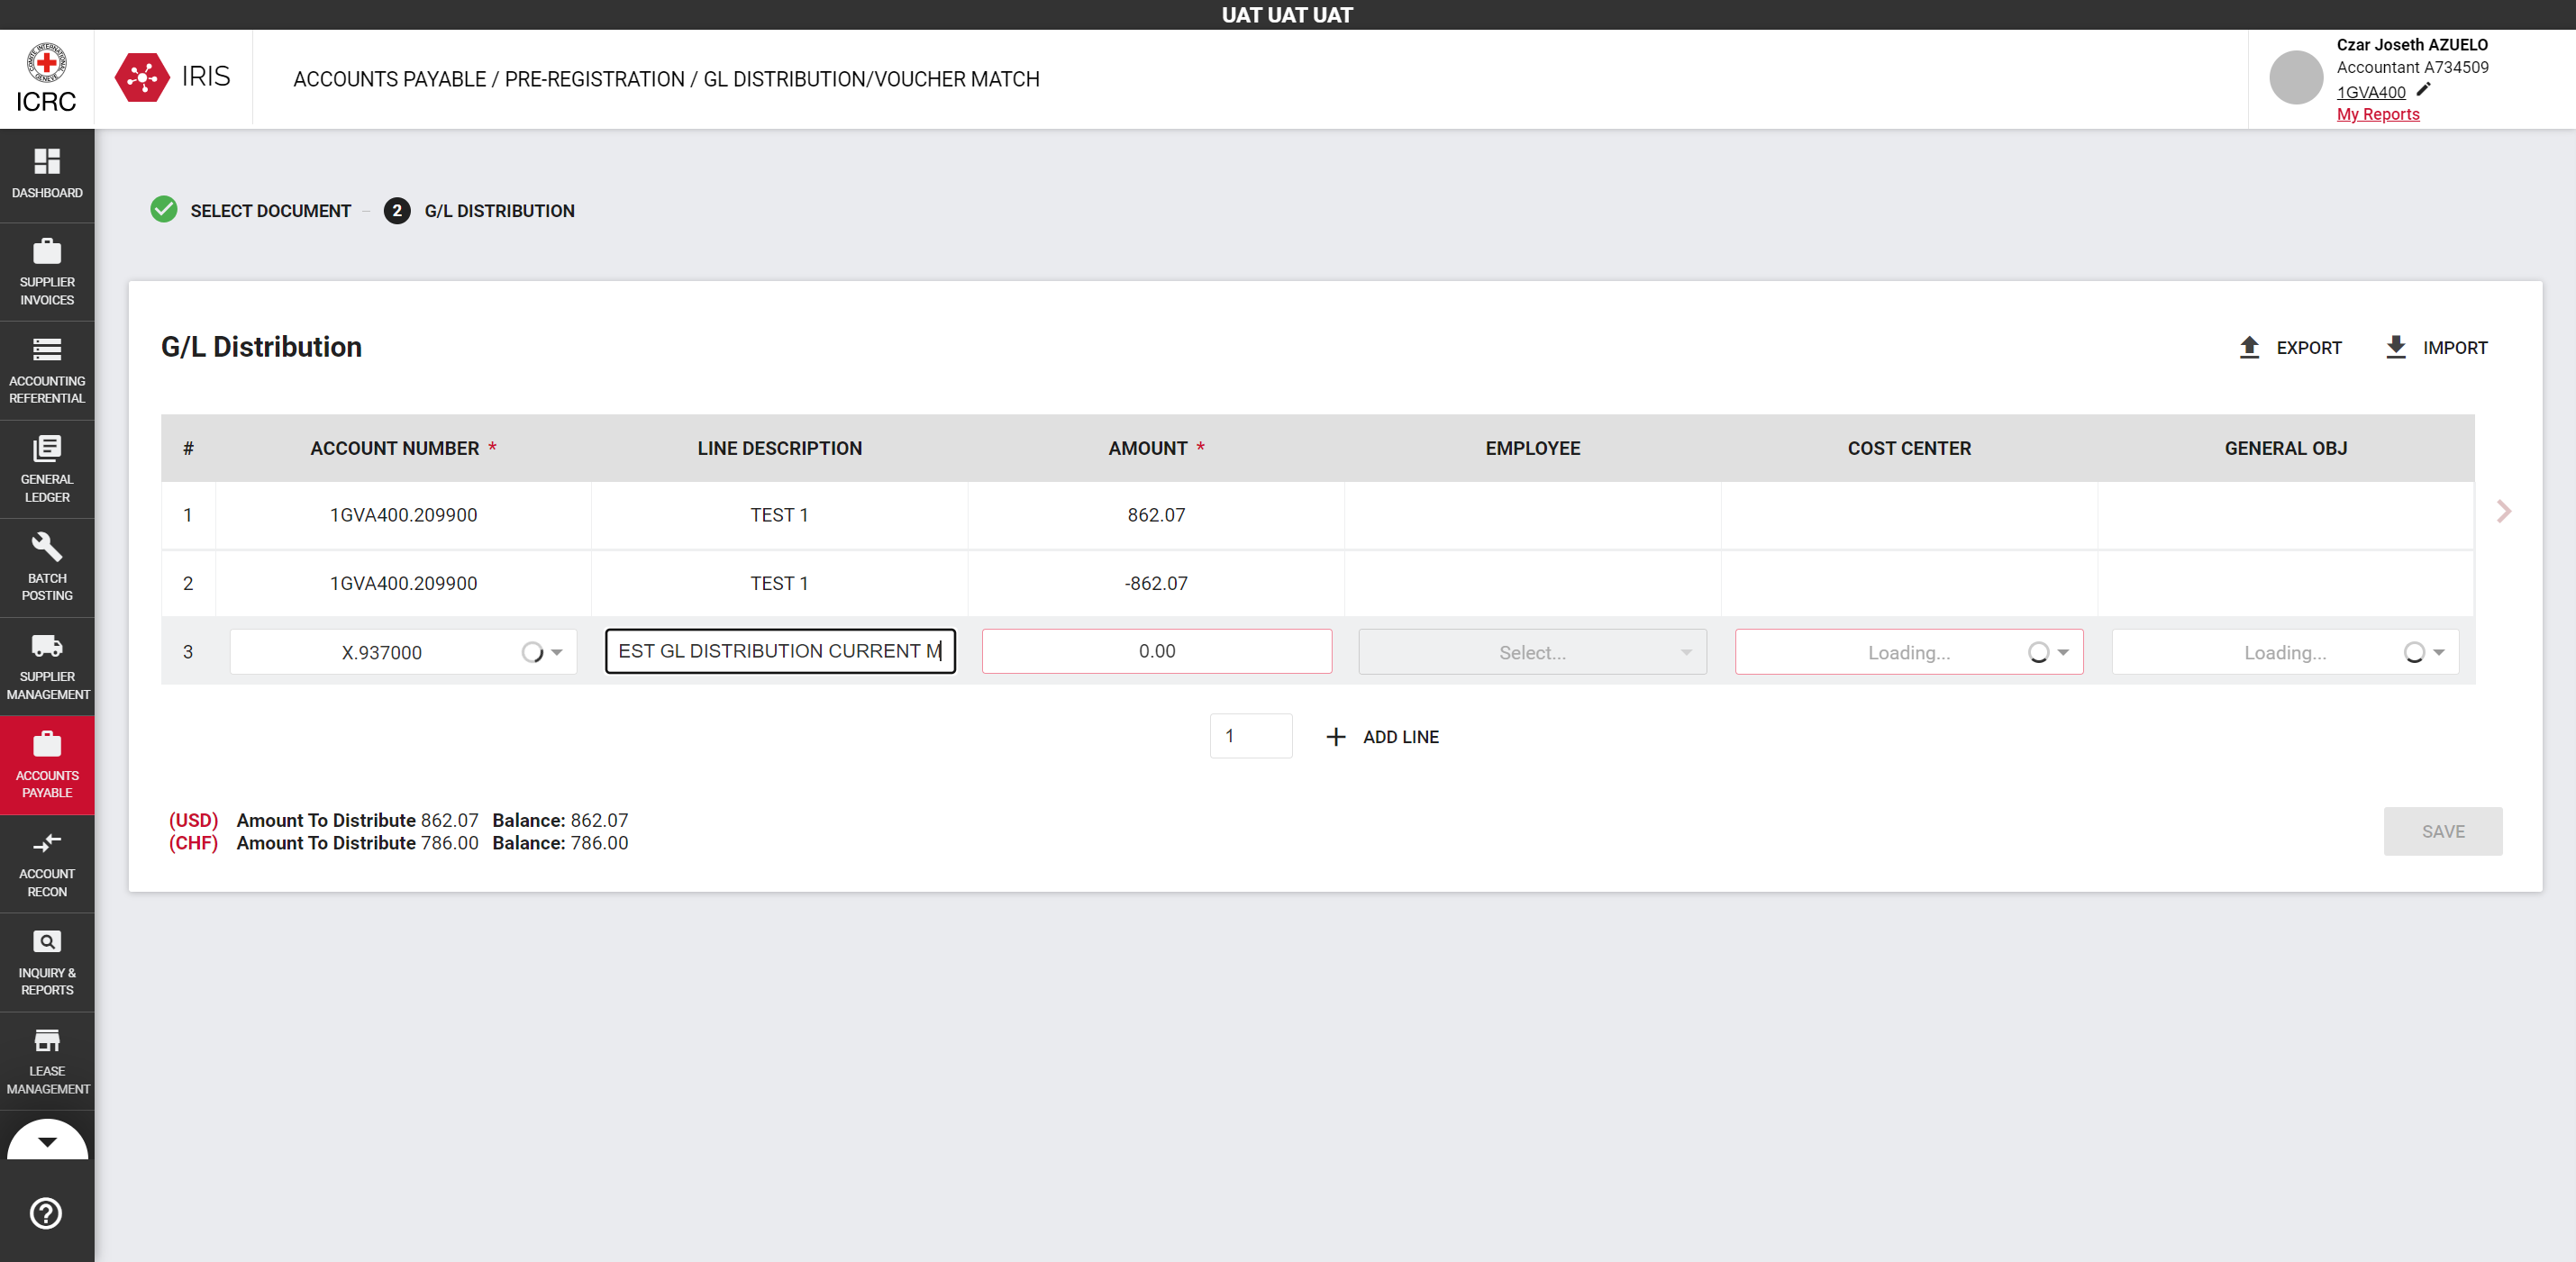 UAT UAT UAT
ICRC
IRIS
ACCOUNTS PAYABLE / PRE-REGISTRATION / GL DISTRIBUTION/VOUCHER MATCH
Czar Joseth AZUELO
Accountant A734509
1GVA400
My Reports
DASHBOARD
SUPPLIER
INVOICES
ACCOUNTING
REFERENTIAL
GENERAL
LEDGER
BATCH
POSTING
SUPPLIER
MANAGEMENT
ACCOUNTS
PAYABLE
ACCOUNT
RECON
INQUIRY &
REPORTS
LEASE
MANAGEMENT
SELECT DOCUMENT 2 G/L DISTRIBUTION
G/L Distribution
EXPORT IMPORT
# ACCOUNT NUMBER * LINE DESCRIPTION AMOUNT * EMPLOYEE COST CENTER GENERAL OBJ
1 1GVA400.209900 TEST 1 862.07
2 1GVA400.209900 TEST 1 -862.07
3 X.937000 EST GL DISTRIBUTION CURRENT M 0.00 Select... Loading... Loading...
1 + ADD LINE
(USD) Amount To Distribute 862.07 Balance: 862.07
(CHF) Amount To Distribute 786.00 Balance: 786.00
SAVE